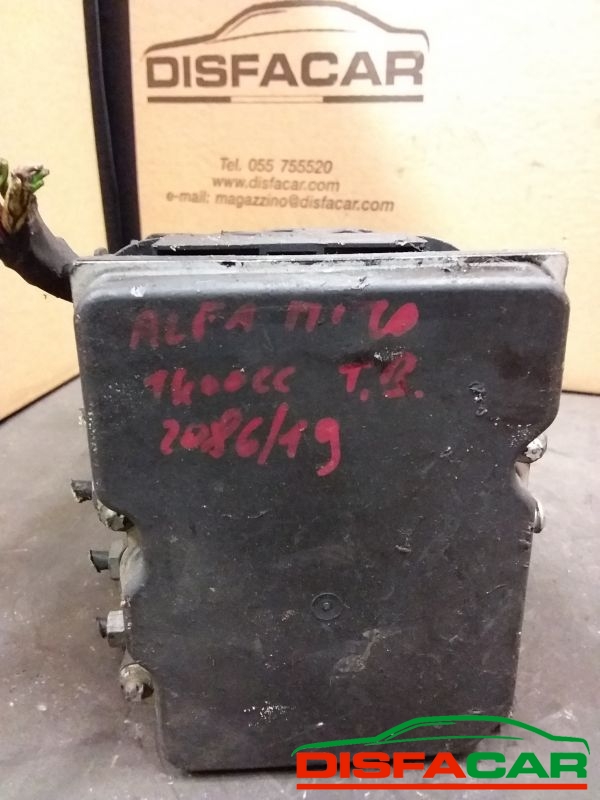 DISFACAR
Tel. 055 755520
www.disfacar.com
e-mail: magazzino@disfacar.com
ALFA MITO
1400CC T.B.
2086/19
DISFACAR